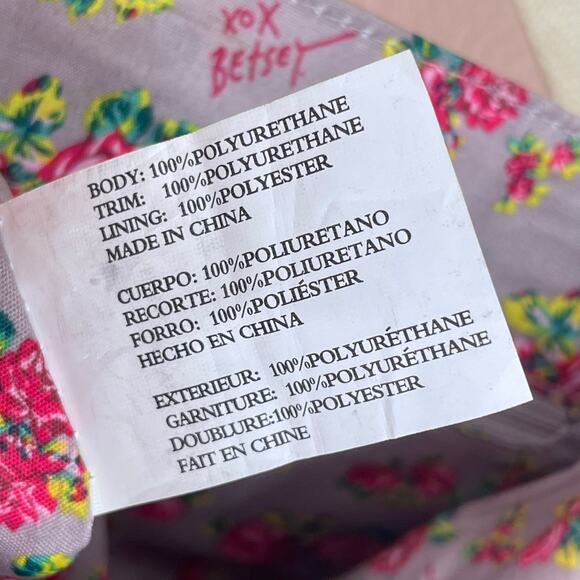 xoX
BETSEY
BODY: 100%POLYURETHANE
TRIM: 100%POLYURETHANE
LINING: 100%POLYESTER
MADE IN CHINA
CUERPO: 100%POLIURETANO
RECORTE: 100%POLIURETANO
FORRO: 100%POLIÉSTER
HECHO EN CHINA
EXTERIEUR: 100%POLYURÉTHANE
GARNITURE: 100%POLYURÉTHANE
DOUBLURE:100%POLYESTER
FAIT EN CHINE